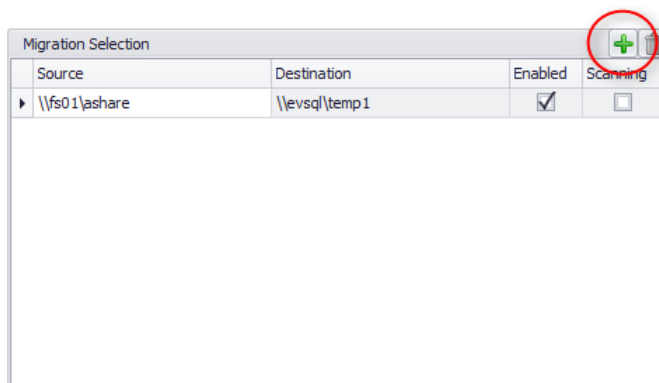 Migration Selection
Source Destination Enabled Scanning
\\fs01\ashare \\evsql\temp1